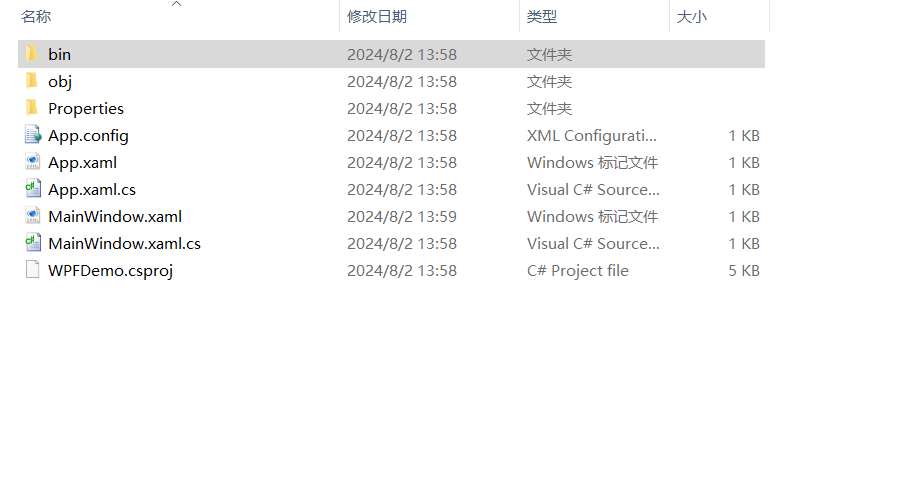 名称 修改日期 类型 大小
bin 2024/8/2 13:58 文件夹
obj 2024/8/2 13:58 文件夹
Properties 2024/8/2 13:58 文件夹
App.config 2024/8/2 13:58 XML Configurati... 1 KB
App.xaml 2024/8/2 13:58 Windows 标记文件 1 KB
App.xaml.cs 2024/8/2 13:58 Visual C# Source... 1 KB
MainWindow.xaml 2024/8/2 13:59 Windows 标记文件 1 KB
MainWindow.xaml.cs 2024/8/2 13:58 Visual C# Source... 1 KB
WPFDemo.csproj 2024/8/2 13:58 C# Project file 5 KB